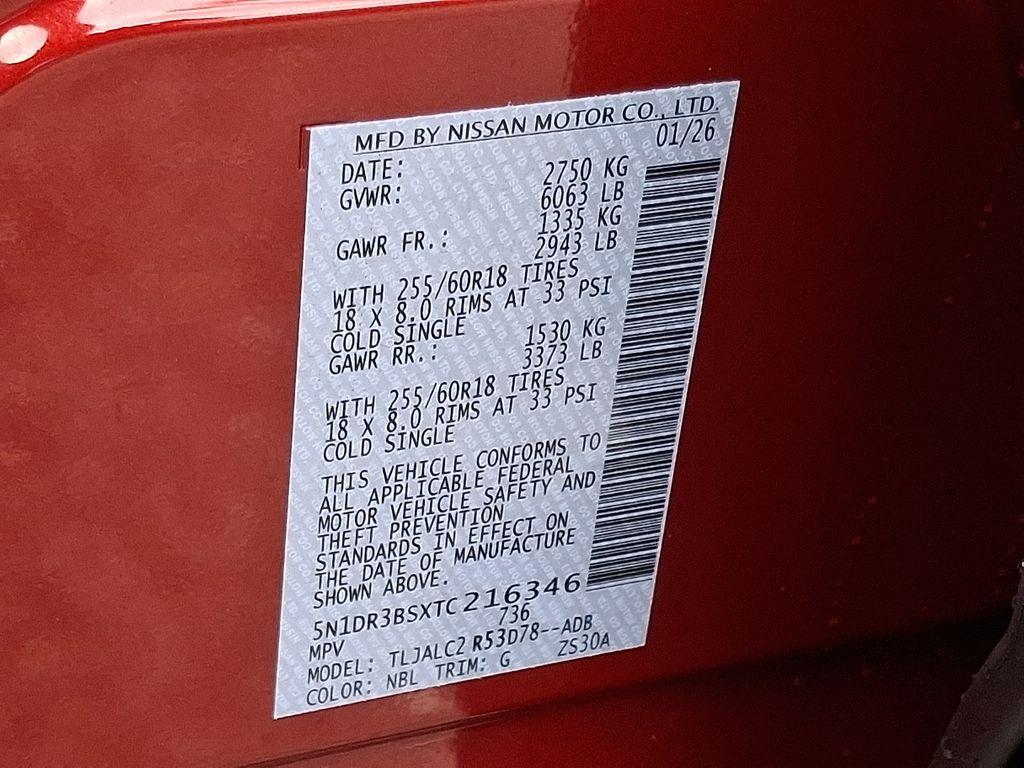 MFD BY NISSAN MOTOR CO., LTD.
DATE: 01/26
GVWR: 2750 KG
6063 LB
GAWR FR.: 1335 KG
2943 LB
WITH 255/60R18 TIRES
18 X 8.0 RIMS AT 33 PSI
COLD SINGLE
GAWR RR.: 1530 KG
3373 LB
WITH 255/60R18 TIRES
18 X 8.0 RIMS AT 33 PSI
COLD SINGLE
THIS VEHICLE CONFORMS TO
ALL APPLICABLE FEDERAL
MOTOR VEHICLE SAFETY AND
THEFT PREVENTION
STANDARDS IN EFFECT ON
THE DATE OF MANUFACTURE
SHOWN ABOVE.
5N1DR3BSXTC216346
MPV 736
MODEL: TLJALC2 R53D78--ADB
COLOR: NBL TRIM: G ZS30A